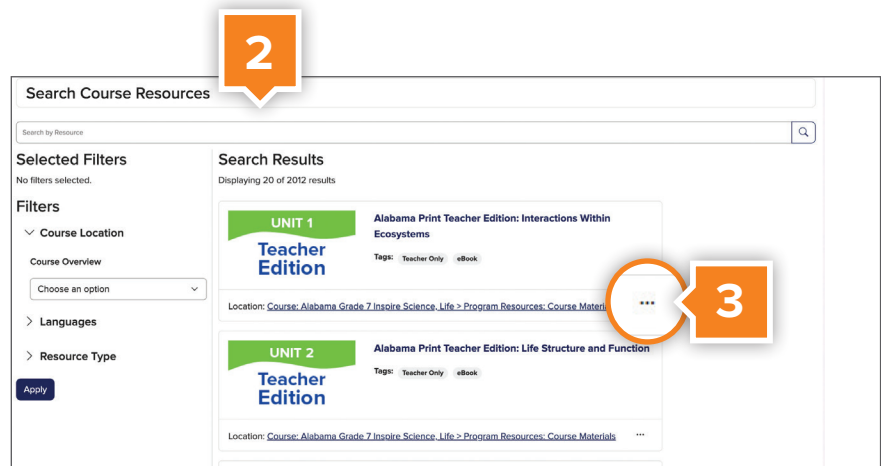 2
Search Course Resources
Search by Resource
Selected Filters
No filters selected.
Filters
Course Location
Course Overview
Choose an option
Languages
Resource Type
Apply
Search Results
Displaying 20 of 2012 results
UNIT 1
Teacher
Edition
Alabama Print Teacher Edition: Interactions Within
Ecosystems
Tags: Teacher Only eBook
Location: Course: Alabama Grade 7 Inspire Science, Life > Program Resources: Course
...
3
UNIT 2
Teacher
Edition
Alabama Print Teacher Edition: Life Structure and Function
Tags: Teacher Only eBook
Location: Course: Alabama Grade 7 Inspire Science, Life > Program Resources: Course Materials
...